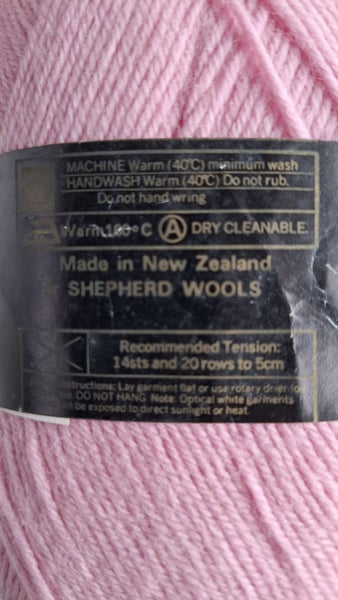 MACHINE Warm (40°C) minimum wash
HANDWASH Warm (40°C) Do not rub.
Do not hand wring
Warm °C A DRY CLEANABLE.
Made in New Zealand
for SHEPHERD WOOLS
Recommended Tension:
14sts and 20 rows to 5cm
Instructions: Lay garment flat or use rotary drier
DO NOT HANG Note: Optical white garments
not be exposed to direct sunlight or heat.